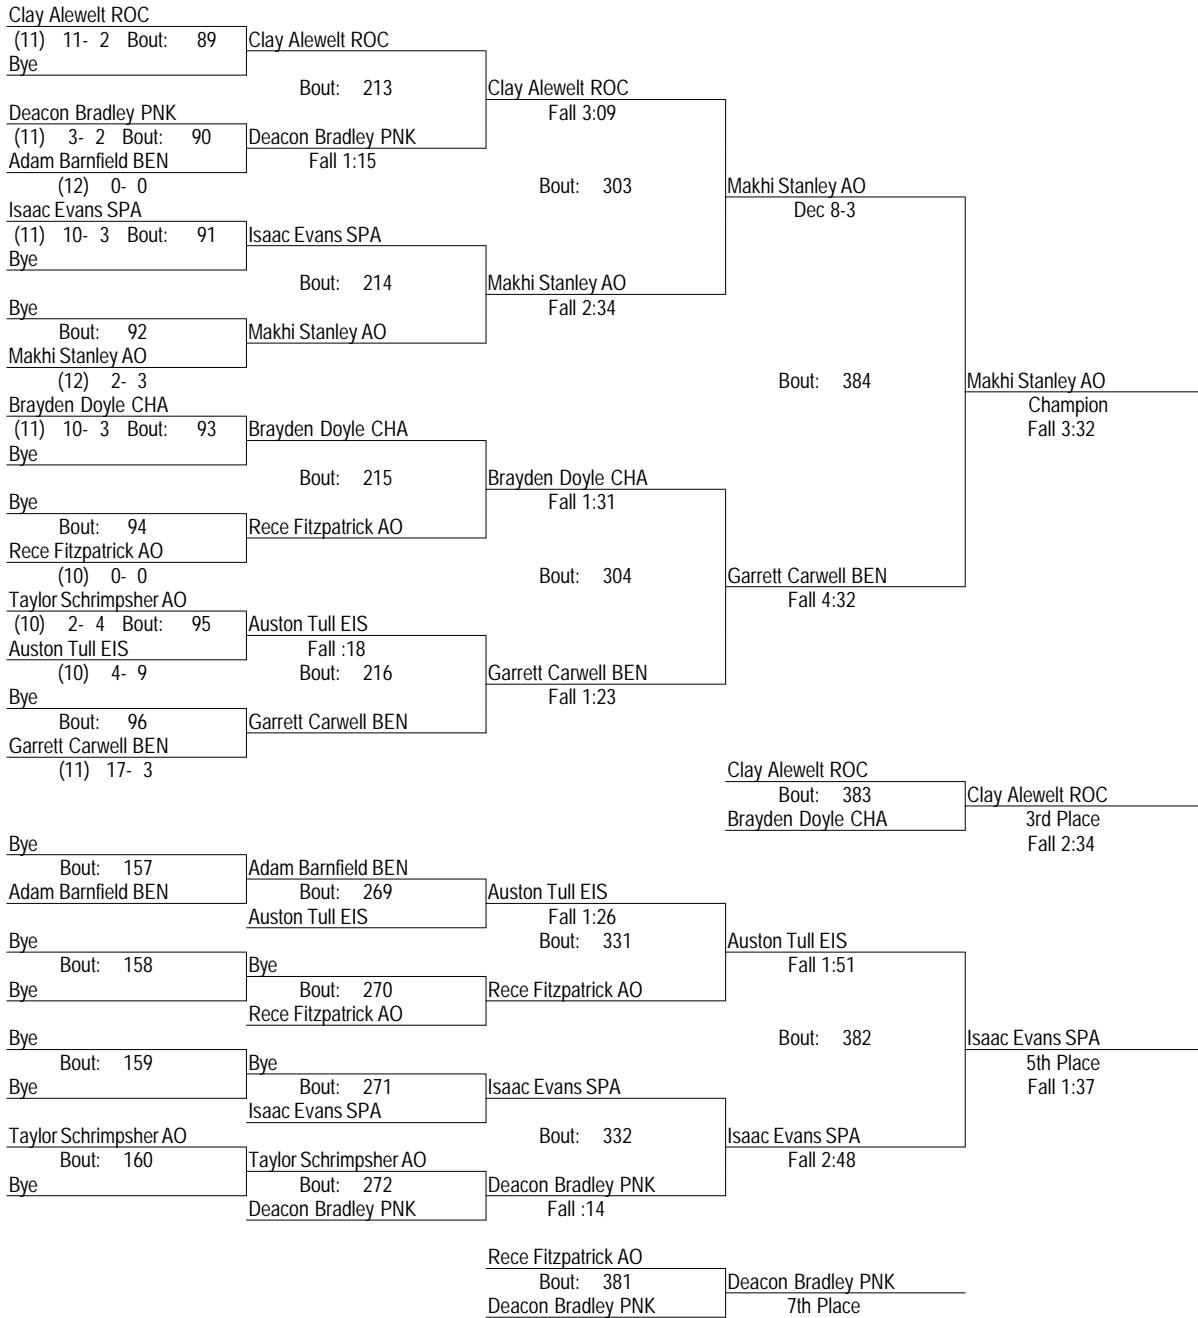 Clay Alewelt ROC
(11) 11- 2 Bout: 89 Clay Alewelt ROC
Bye
Bout: 213 Clay Alewelt ROC
Deacon Bradley PNK Fall 3:09
(11) 3- 2 Bout: 90 Deacon Bradley PNK
Adam Barnfield BEN Fall 1:15
(12) 0- 0 Bout: 303 Makhi Stanley AO
Isaac Evans SPA Dec 8-3
(11) 10- 3 Bout: 91 Isaac Evans SPA
Bye
Bout: 214 Makhi Stanley AO
Bye Fall 2:34
Bout: 92 Makhi Stanley AO
Makhi Stanley AO
(12) 2- 3 Bout: 384 Makhi Stanley AO
Brayden Doyle CHA Champion
(11) 10- 3 Bout: 93 Brayden Doyle CHA Fall 3:32
Bye
Bout: 215 Brayden Doyle CHA
Bye Fall 1:31
Bout: 94 Rece Fitzpatrick AO
Rece Fitzpatrick AO
(10) 0- 0 Bout: 304 Garrett Carwell BEN
Taylor Schrimpsher AO Fall 4:32
(10) 2- 4 Bout: 95 Auston Tull EIS
Auston Tull EIS Fall :18
(10) 4- 9 Bout: 216 Garrett Carwell BEN
Bye Fall 1:23
Bout: 96 Garrett Carwell BEN
Garrett Carwell BEN
(11) 17- 3 Clay Alewelt ROC
Bout: 383 Clay Alewelt ROC
Brayden Doyle CHA 3rd Place
Bye Fall 2:34
Bout: 157 Adam Barnfield BEN
Adam Barnfield BEN Bout: 269 Auston Tull EIS
Auston Tull EIS Fall 1:26
Bye Bout: 331 Auston Tull EIS
Bout: 158 Bye Fall 1:51
Bye Bout: 270 Rece Fitzpatrick AO
Rece Fitzpatrick AO
Bye Bout: 382 Isaac Evans SPA
Bout: 159 Bye 5th Place
Bye Bout: 271 Isaac Evans SPA Fall 1:37
Isaac Evans SPA
Taylor Schrimpsher AO Bout: 332 Isaac Evans SPA
Bout: 160 Taylor Schrimpsher AO Fall 2:48
Bye Bout: 272 Deacon Bradley PNK
Deacon Bradley PNK Fall :14
Rece Fitzpatrick AO
Bout: 381 Deacon Bradley PNK
Deacon Bradley PNK 7th Place